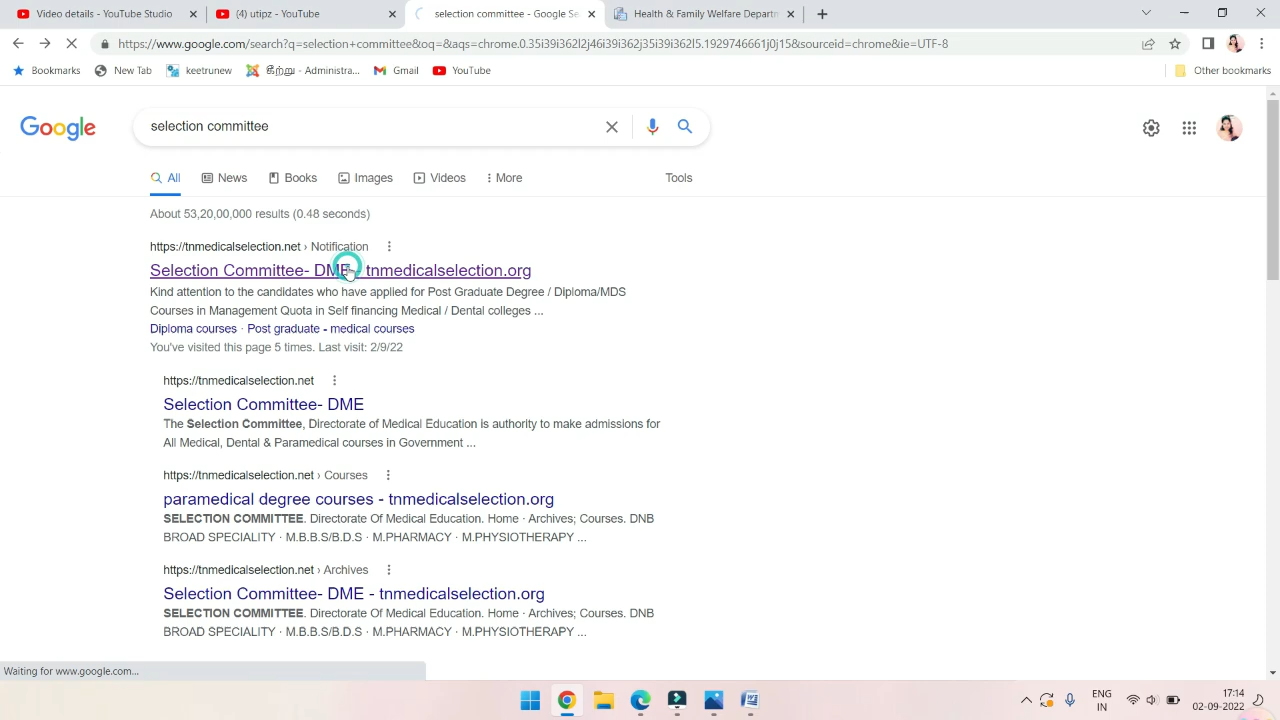 Video details - YouTube Studio
(4) utipz - YouTube
selection committee - Google Se
Health & Family Welfare Departm
https://www.google.com/search?q=selection+committee&oq=&aqs=chrome.0.35i39i362l2j46i39i362j35i39i362l5.1929746661j0j15&sourceid=chrome&ie=UTF-8
Bookmarks
New Tab
keetrunew
- Administra...
Gmail
YouTube
Other bookmarks
Google
selection committee
All
News
Books
Images
Videos
More
Tools
About 53,20,00,000 results (0.48 seconds)
https://tnmedicalselection.net › Notification
Selection Committee- DME - tnmedicalselection.org
Kind attention to the candidates who have applied for Post Graduate Degree / Diploma/MDS
Courses in Management Quota in Self financing Medical / Dental colleges ...
Diploma courses · Post graduate - medical courses
You've visited this page 5 times. Last visit: 2/9/22
https://tnmedicalselection.net
Selection Committee- DME
The Selection Committee, Directorate of Medical Education is authority to make admissions for
All Medical, Dental & Paramedical courses in Government ...
https://tnmedicalselection.net › Courses
paramedical degree courses - tnmedicalselection.org
SELECTION COMMITTEE. Directorate Of Medical Education. Home · Archives; Courses. DNB
BROAD SPECIALITY · M.B.B.S/B.D.S · M.PHARMACY · M.PHYSIOTHERAPY ...
https://tnmedicalselection.net › Archives
Selection Committee- DME - tnmedicalselection.org
SELECTION COMMITTEE. Directorate Of Medical Education. Home · Archives; Courses. DNB
BROAD SPECIALITY · M.B.B.S/B.D.S · M.PHARMACY · M.PHYSIOTHERAPY ...
Waiting for www.google.com...
ENG
IN
17:14
02-09-2022